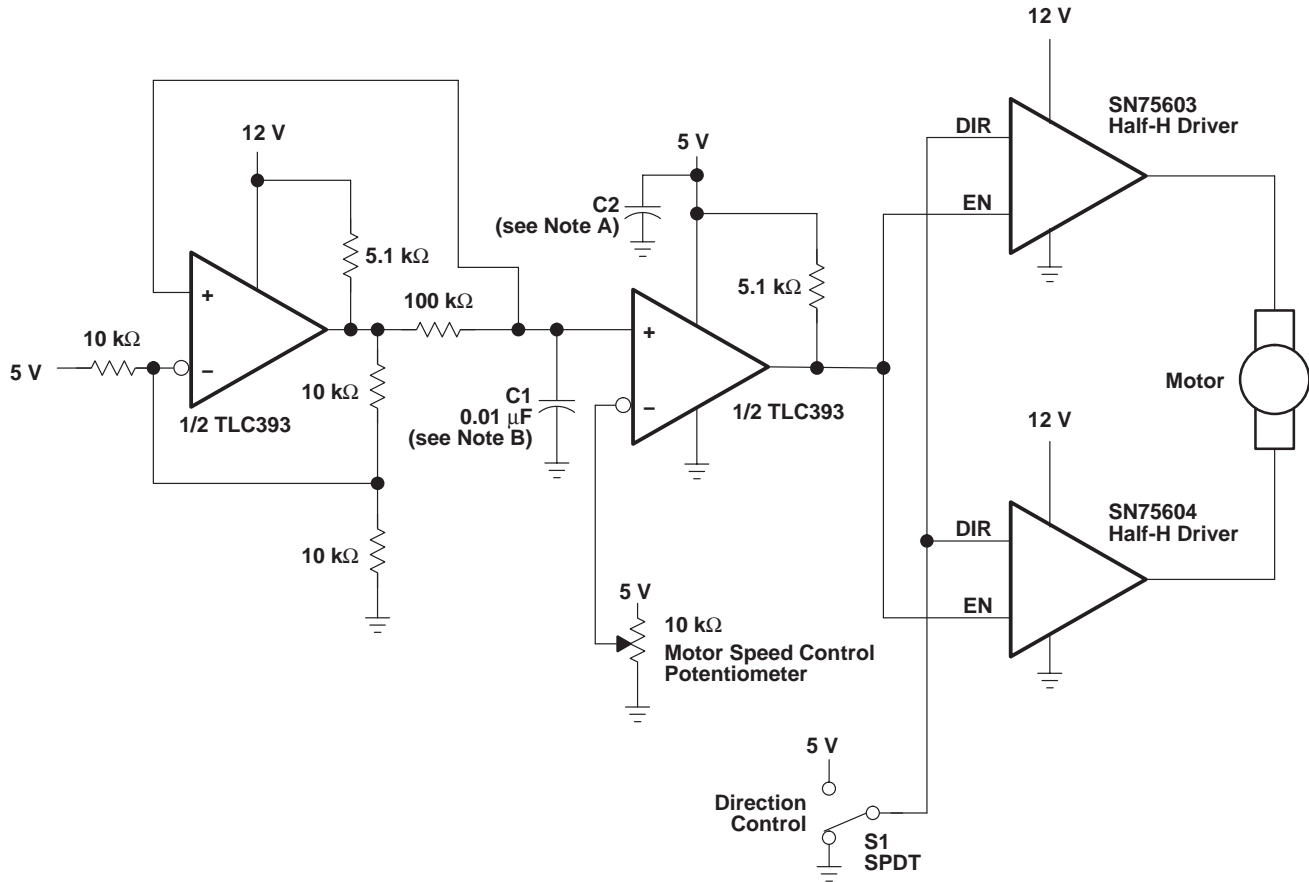 12 V
SN75603
Half-H Driver
DIR
EN
12 V
5 V
C2
(see Note A)
5.1 kΩ
5.1 kΩ
100 kΩ
+
−
10 kΩ
5 V
1/2 TLC393
10 kΩ
10 kΩ
C1
0.01 μF
(see Note B)
+
−
1/2 TLC393
Motor
12 V
SN75604
Half-H Driver
DIR
EN
5 V
10 kΩ
Motor Speed Control
Potentiometer
5 V
Direction
Control
S1
SPDT